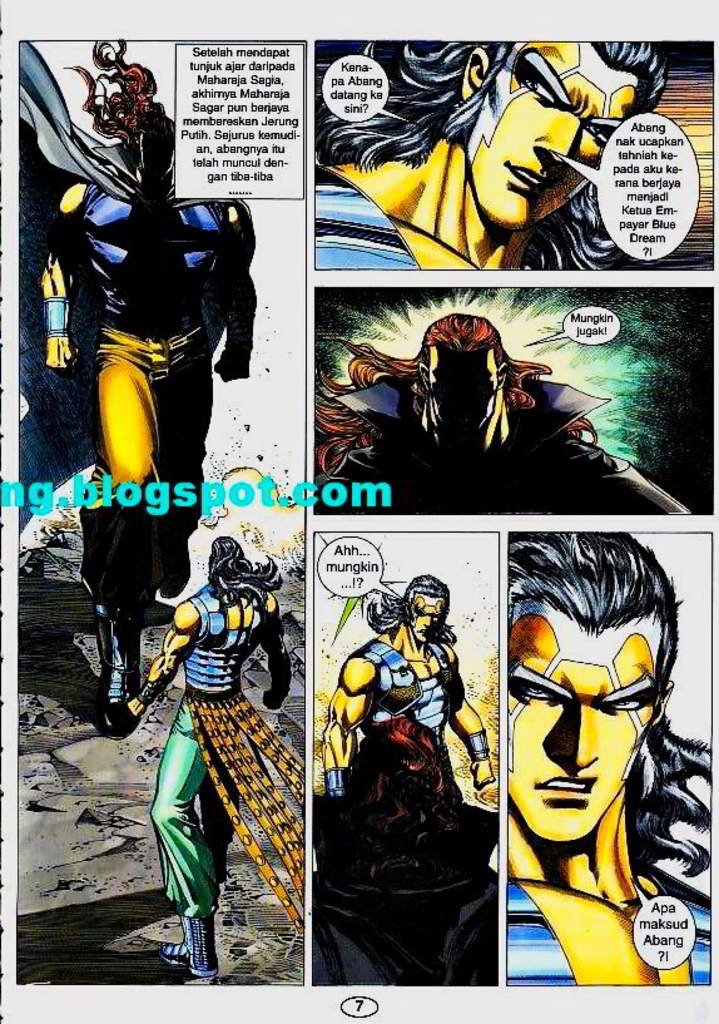 Setelah mendapat
tunjuk ajar daripada
Maharaja Sagia,
akhirnya Maharaja
Sagar pun berjaya
membereskan Jerung
Putih. Sejurus kemudi-
an, abangnya itu
telah muncul den-
gan tiba-tiba
.......
Kena-
pa Abang
datang ke
sini?
Abang
nak ucapkan
tahniah ke-
pada aku ke-
rana berjaya
menjadi
Ketua Em-
payar Blue
Dream
?!
Mungkin
jugak!
ng.blogspot.com
Ahh...
mungkin
...!?
Apa
maksud
Abang
?!
7